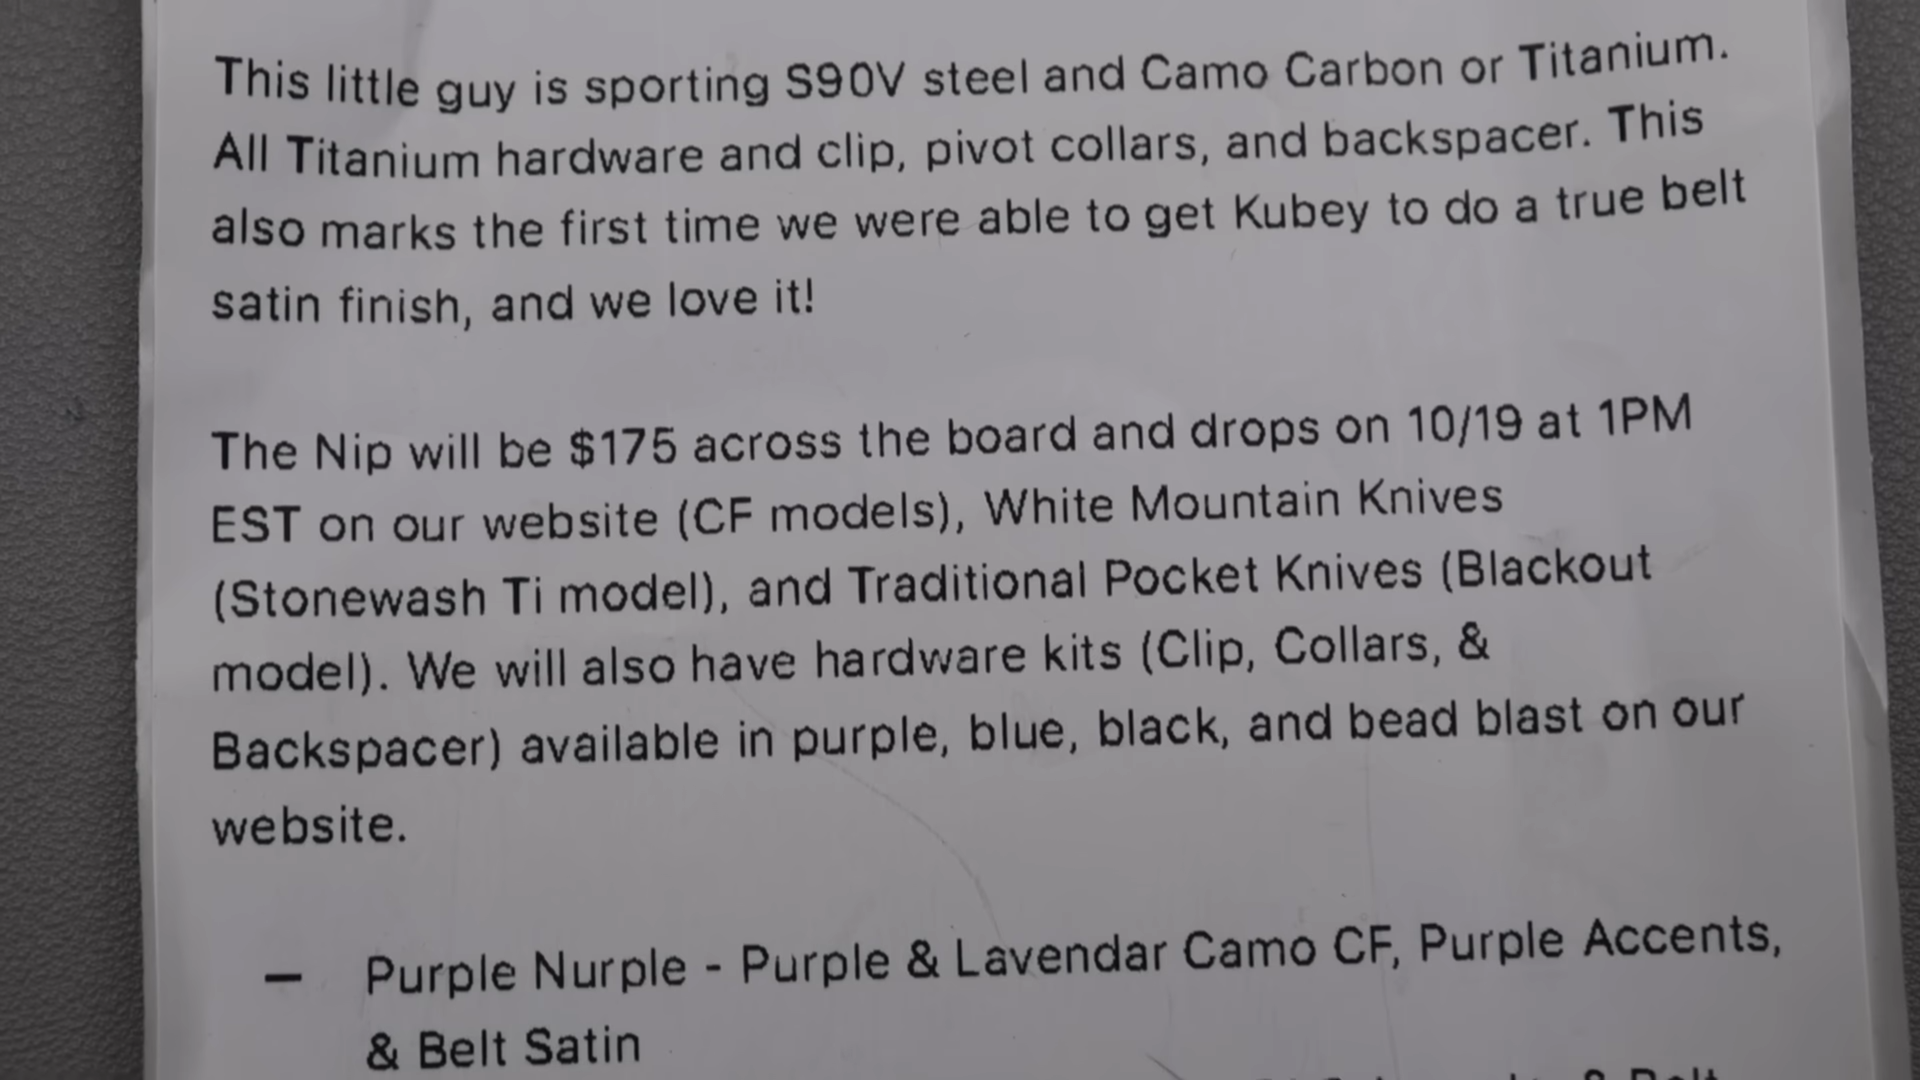 This little guy is sporting S90V steel and Camo Carbon or Titanium.
All Titanium hardware and clip, pivot collars, and backspacer. This
also marks the first time we were able to get Kubey to do a true belt
satin finish, and we love it!
The Nip will be $175 across the board and drops on 10/19 at 1PM
EST on our website (CF models), White Mountain Knives
(Stonewash Ti model), and Traditional Pocket Knives (Blackout
model). We will also have hardware kits (Clip, Collars, &
Backspacer) available in purple, blue, black, and bead blast on our
website.
— Purple Nurple - Purple & Lavendar Camo CF, Purple Accents,
& Belt Satin
& Belt